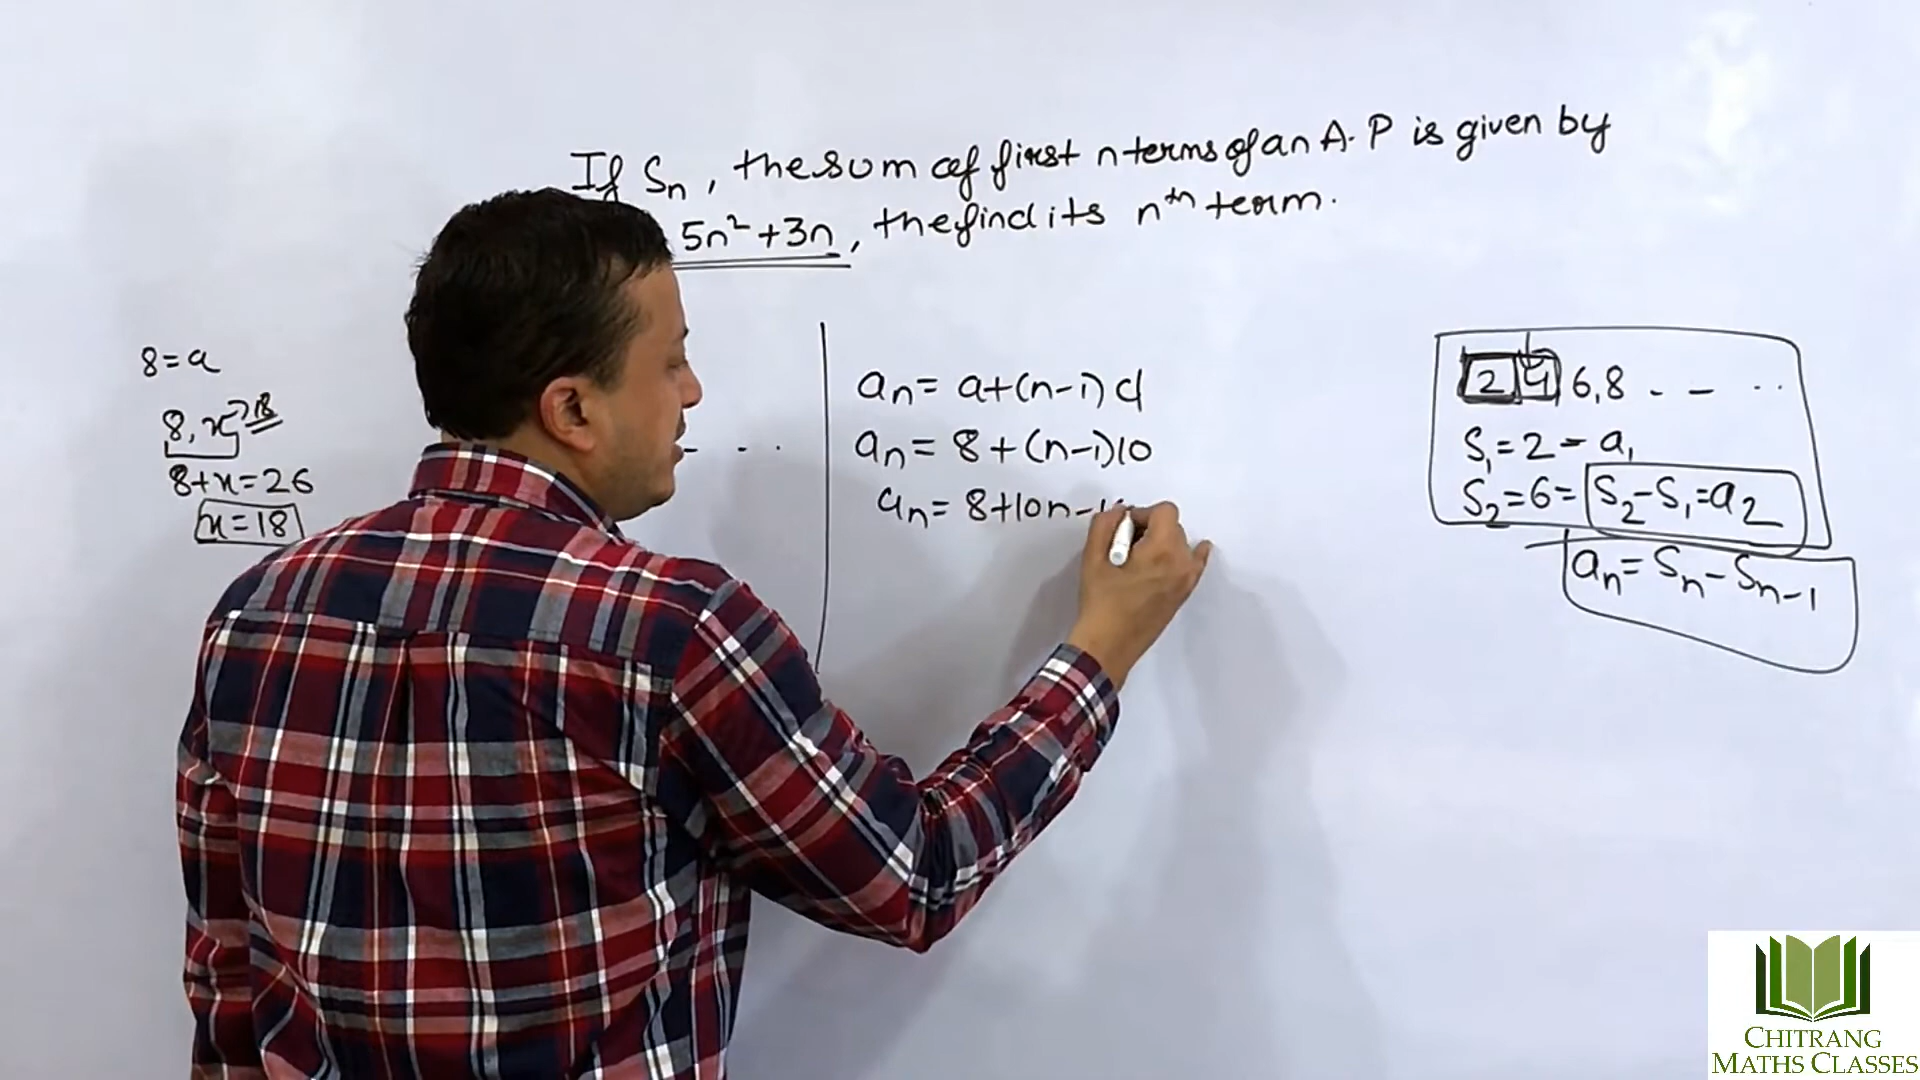 If Sn, the sum of first n terms of an A.P is given by
5n²+3n, the find its nth term.
8=a
8, x → 18
8+x=26
x=18
- - ·
an = a+(n-1)d
an = 8+(n-1)10
an = 8+10n-
2 4 6,8 - - ··
S1=2 - a1
S2=6= S2-S1=a2
an=Sn-Sn-1
CHITRANG
MATHS CLASSES